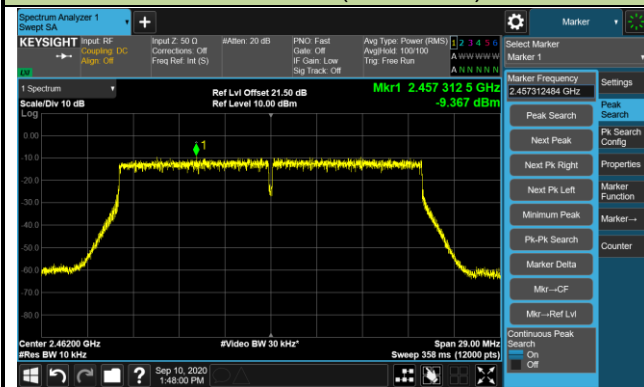 Spectrum Analyzer 1
Swept SA
+
Marker
KEYSIGHT
Input: RF
Coupling: DC
Align: Off
Input Z: 50 Ω
Corrections: Off
Freq Ref: Int (S)
#Atten: 20 dB
PNO: Fast
Gate: Off
IF Gain: Low
Sig Track: Off
Avg Type: Power (RMS)
Avg|Hold: 100/100
Trig: Free Run
1 2 3 4 5 6
A W W W W W
A N N N N N
LXI
Select Marker
Marker 1
1 Spectrum
Scale/Div 10 dB
Log
Ref Lvl Offset 21.50 dB
Ref Level 10.00 dBm
Mkr1 2.457 312 5 GHz
-9.367 dBm
1
0.00
-10.0
-20.0
-30.0
-40.0
-50.0
-60.0
-70.0
-80.0
Center 2.46200 GHz
#Res BW 10 kHz
#Video BW 30 kHz*
Span 29.00 MHz
Sweep 358 ms (12000 pts)
Marker Frequency
2.457312484 GHz
Peak Search
Next Peak
Next Pk Right
Next Pk Left
Minimum Peak
Pk-Pk Search
Marker Delta
Mkr→CF
Mkr→Ref Lvl
Continuous Peak
Search
On
Off
Settings
Peak
Search
Pk Search
Config
Properties
Marker
Function
Marker→
Counter
?
Sep 10, 2020
1:48:00 PM